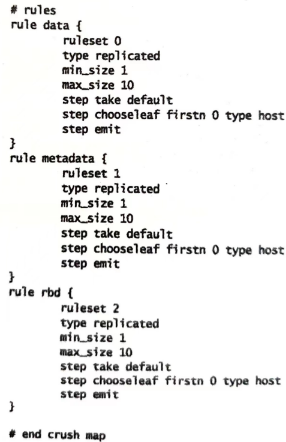 # rules
rule data {
        ruleset 0
        type replicated
        min_size 1
        max_size 10
        step take default
        step chooseleaf firstn 0 type host
        step emit
}
rule metadata {
        ruleset 1
        type replicated
        min_size 1
        max_size 10
        step take default
        step chooseleaf firstn 0 type host
        step emit
}
rule rbd {
        ruleset 2
        type replicated
        min_size 1
        max_size 10
        step take default
        step chooseleaf firstn 0 type host
        step emit
}

# end crush map